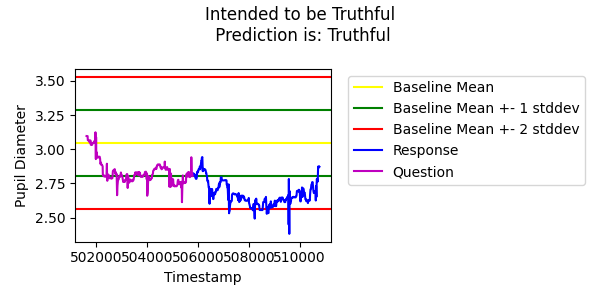 Intended to be Truthful
Prediction is: Truthful
3.50
3.25
3.00
2.75
2.50
Pupil Diameter
502000
504000
506000
508000
510000
Timestamp
Baseline Mean
Baseline Mean +- 1 stddev
Baseline Mean +- 2 stddev
Response
Question